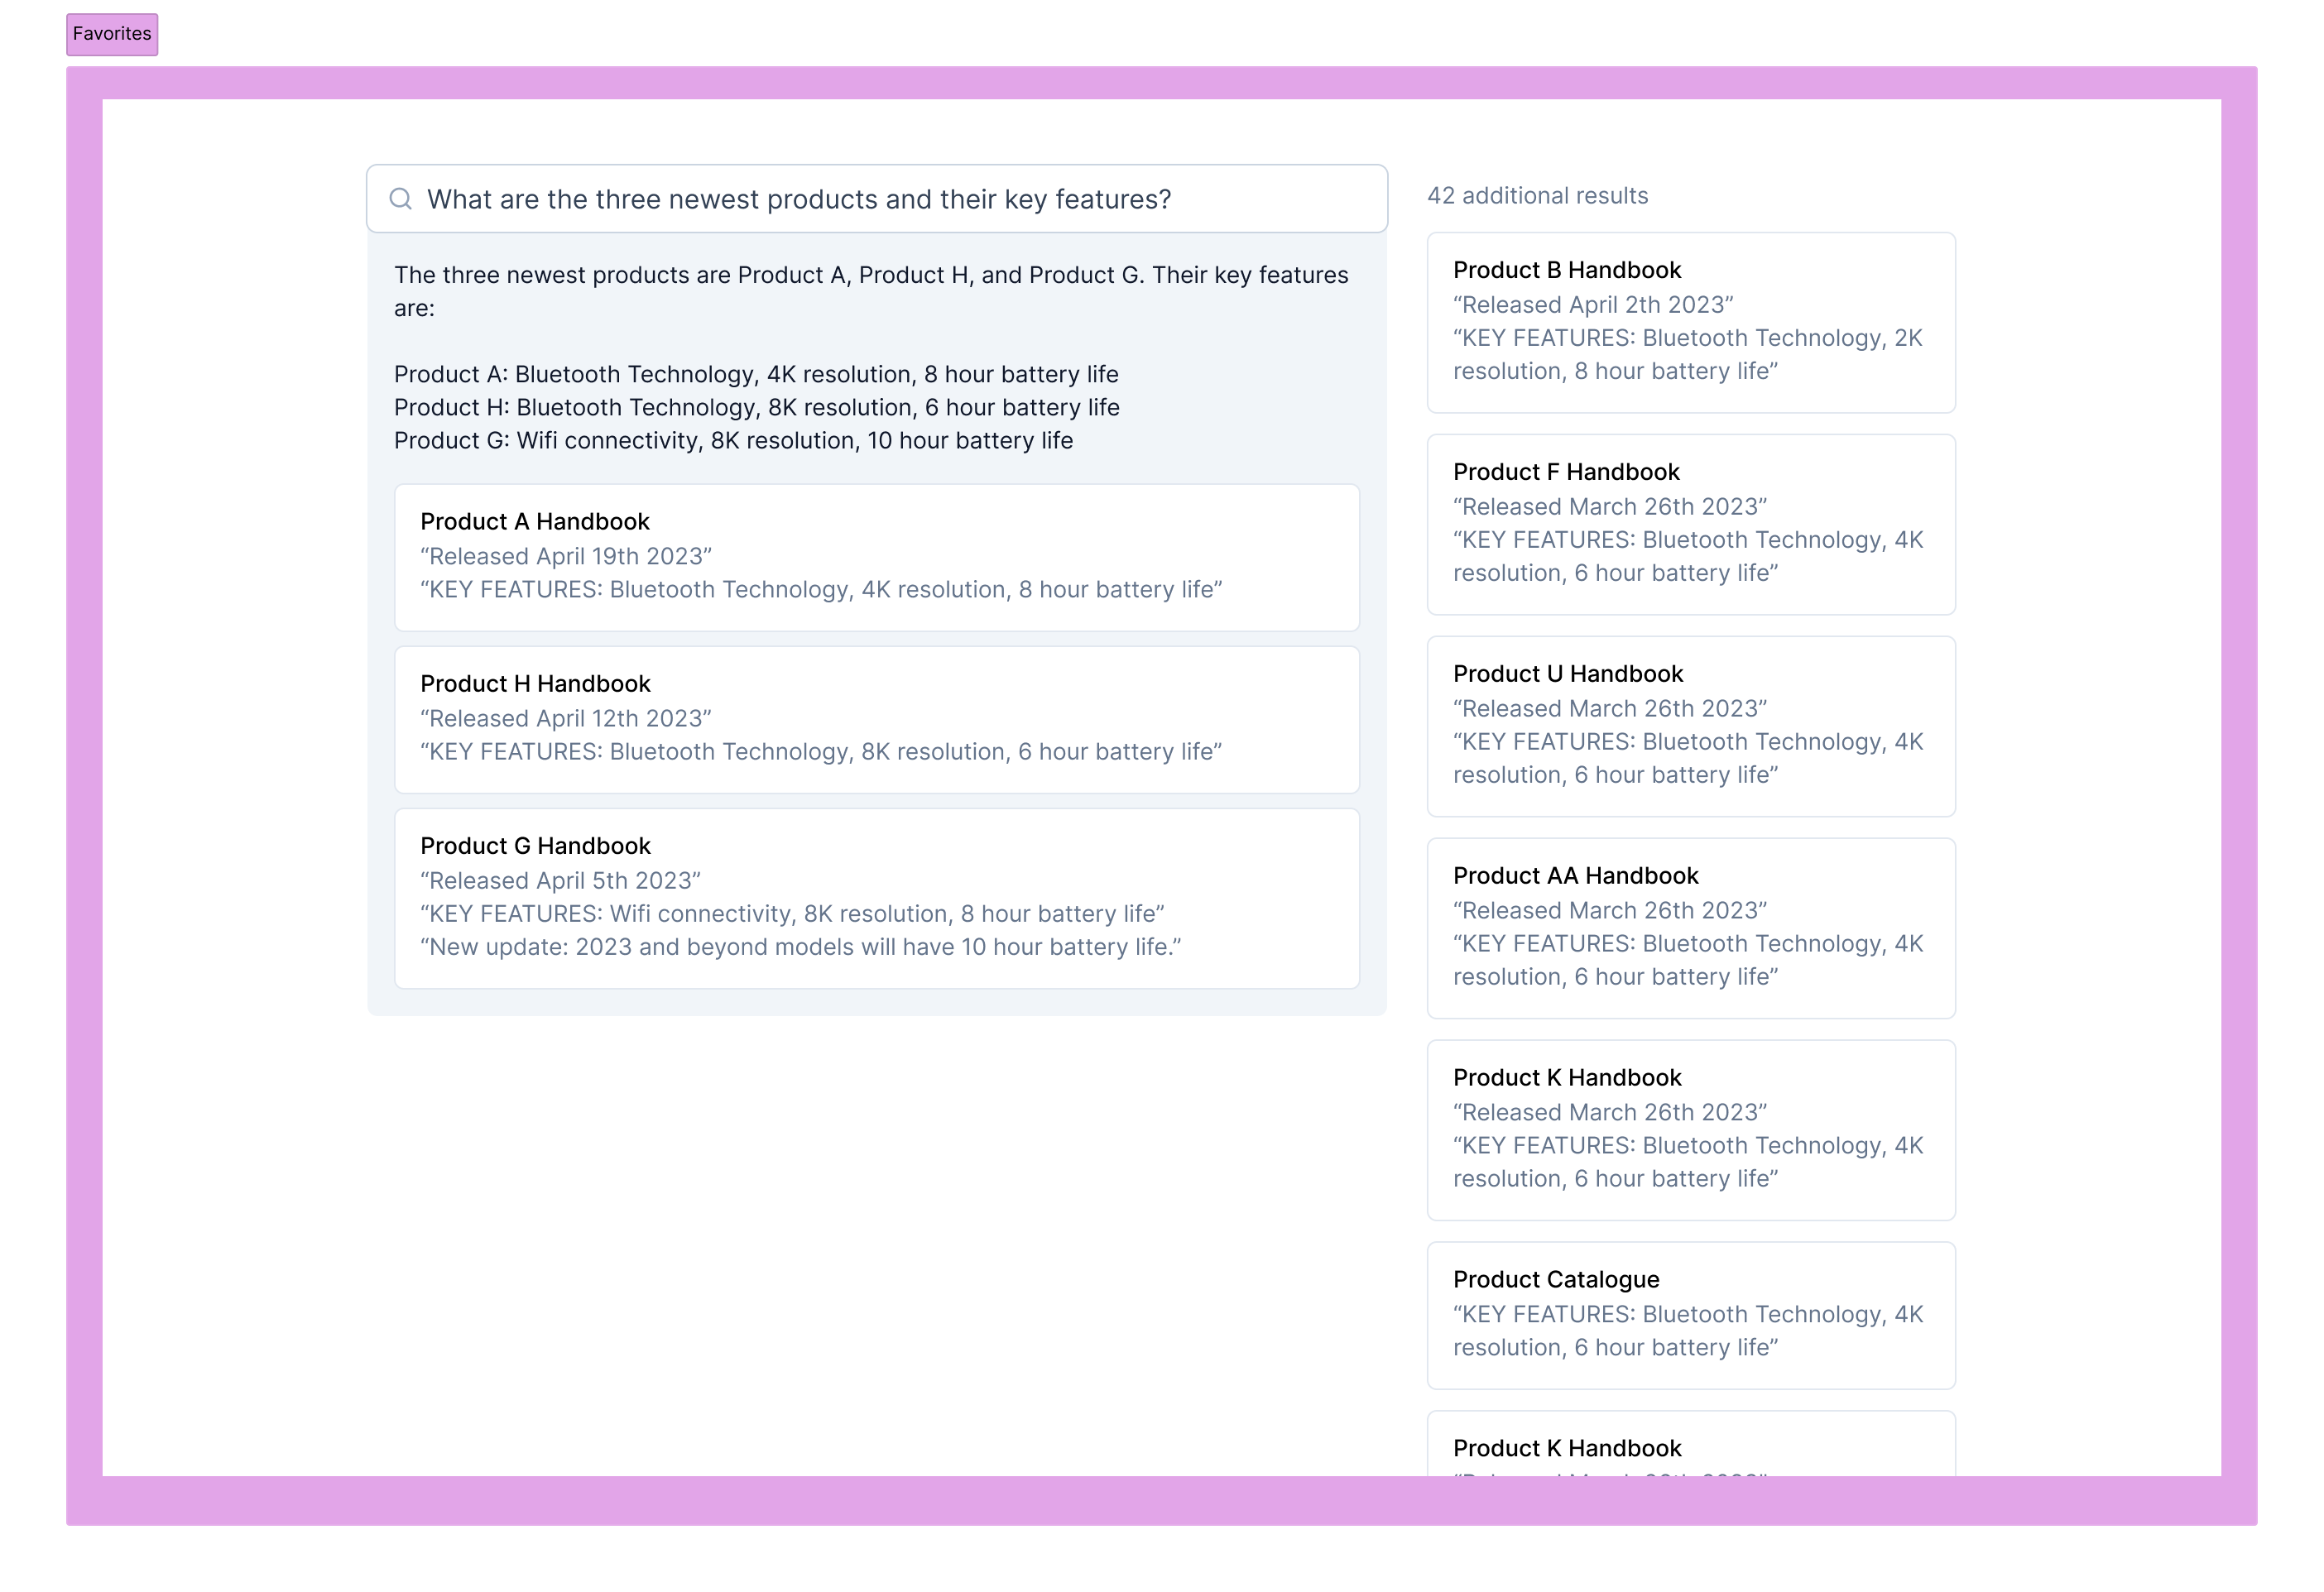 Favorites
What are the three newest products and their key features?
The three newest products are Product A, Product H, and Product G. Their key features
are:
Product A: Bluetooth Technology, 4K resolution, 8 hour battery life
Product H: Bluetooth Technology, 8K resolution, 6 hour battery life
Product G: Wifi connectivity, 8K resolution, 10 hour battery life
Product A Handbook
“Released April 19th 2023”
“KEY FEATURES: Bluetooth Technology, 4K resolution, 8 hour battery life”
Product H Handbook
“Released April 12th 2023”
“KEY FEATURES: Bluetooth Technology, 8K resolution, 6 hour battery life”
Product G Handbook
“Released April 5th 2023”
“KEY FEATURES: Wifi connectivity, 8K resolution, 8 hour battery life”
“New update: 2023 and beyond models will have 10 hour battery life.”
42 additional results
Product B Handbook
“Released April 2th 2023”
“KEY FEATURES: Bluetooth Technology, 2K
resolution, 8 hour battery life”
Product F Handbook
“Released March 26th 2023”
“KEY FEATURES: Bluetooth Technology, 4K
resolution, 6 hour battery life”
Product U Handbook
“Released March 26th 2023”
“KEY FEATURES: Bluetooth Technology, 4K
resolution, 6 hour battery life”
Product AA Handbook
“Released March 26th 2023”
“KEY FEATURES: Bluetooth Technology, 4K
resolution, 6 hour battery life”
Product K Handbook
“Released March 26th 2023”
“KEY FEATURES: Bluetooth Technology, 4K
resolution, 6 hour battery life”
Product Catalogue
“KEY FEATURES: Bluetooth Technology, 4K
resolution, 6 hour battery life”
Product K Handbook